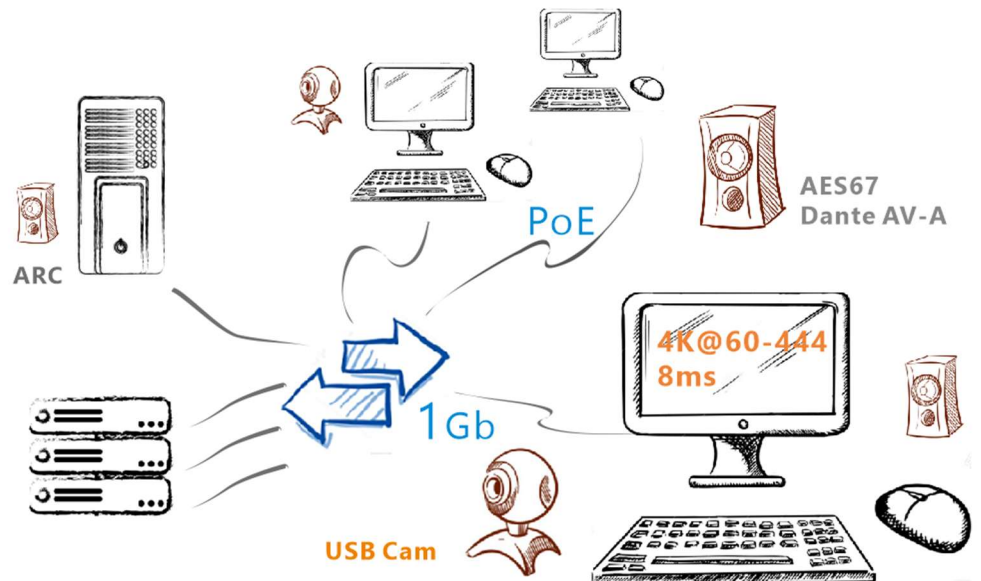 PoE
AES67
Dante AV-A
ARC
4K@60-444
8ms
1Gb
USB Cam